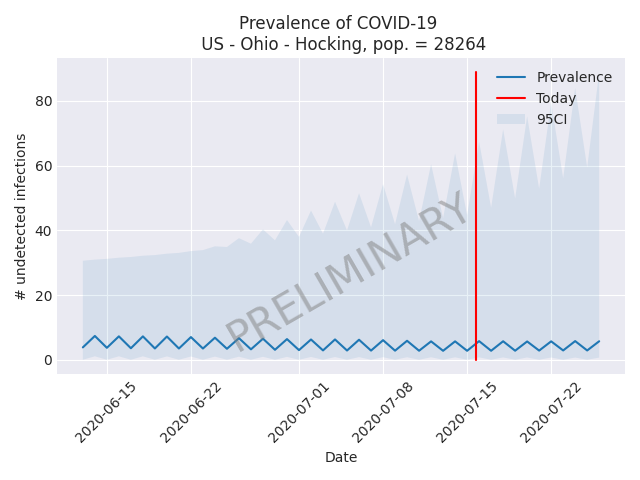 Prevalence of COVID-19
US - Ohio - Hocking, pop. = 28264
# undetected infections
80
60
40
20
0
Prevalence
Today
95CI
PRELIMINARY
2020-06-15
2020-06-22
2020-07-01
2020-07-08
2020-07-15
2020-07-22
Date